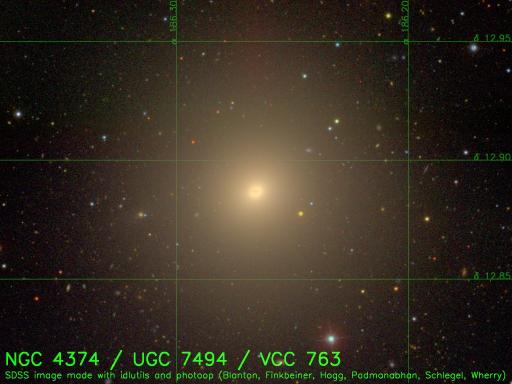 α 186.30
α 186.20
δ 12.95
δ 12.90
δ 12.85
NGC 4374 / UGC 7494 / VCC 763
SDSS image made with idlutils and photoop (Blanton, Finkbeiner, Hogg, Padmanabhan, Schlegel, Wherry)